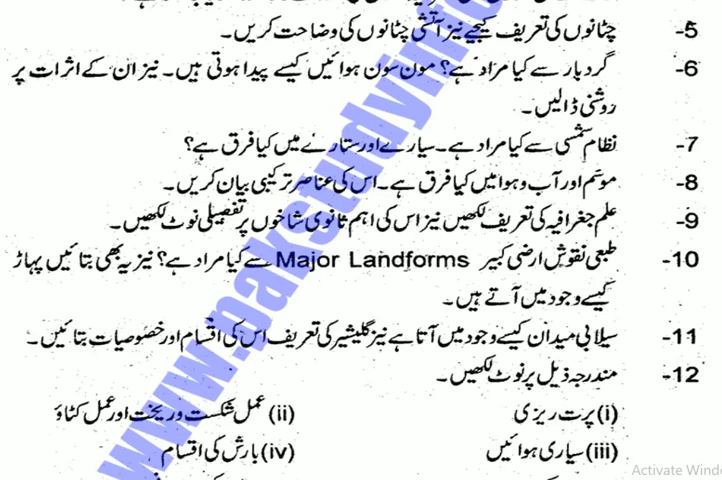 5- چٹانوں کی تعریف کیجیے نیز آتشی چٹانوں کی وضاحت کریں۔
6- گردبار سے کیا مراد ہے؟ مون سون ہوائیں کیسے پیدا ہوتی ہیں۔ نیز ان کے اثرات پر
روشنی ڈالیں۔
7- نظام شمسی سے کیا مراد ہے۔ سیارے اور ستارے میں کیا فرق ہے؟
8- موسم اور آب و ہوا میں کیا فرق ہے۔ اس کی عناصر ترکیبی بیان کریں۔
9- علم جغرافیہ کی تعریف لکھیں نیز اس کی اہم ثانوی شاخوں پر تفصیلی نوٹ لکھیں۔
10- طبعی نقوش ارضی کبیر Major Landforms سے کیا مراد ہے؟ نیز یہ بھی بتائیں پہاڑ
کیسے وجود میں آتے ہیں۔
11- سیلابی میدان کیسے وجود میں آتا ہے نیز گلیشیر کی تعریف اس کی اقسام اور خصوصیات بتائیں۔
12- مندرجہ ذیل پر نوٹ لکھیں۔
(i) پرت ریزی (ii) عمل شکست و ریخت اور عمل کٹاؤ
(iii) سیاری ہوائیں (iv) بارش کی اقسام
www.pakstudyinfo
Activate Wind